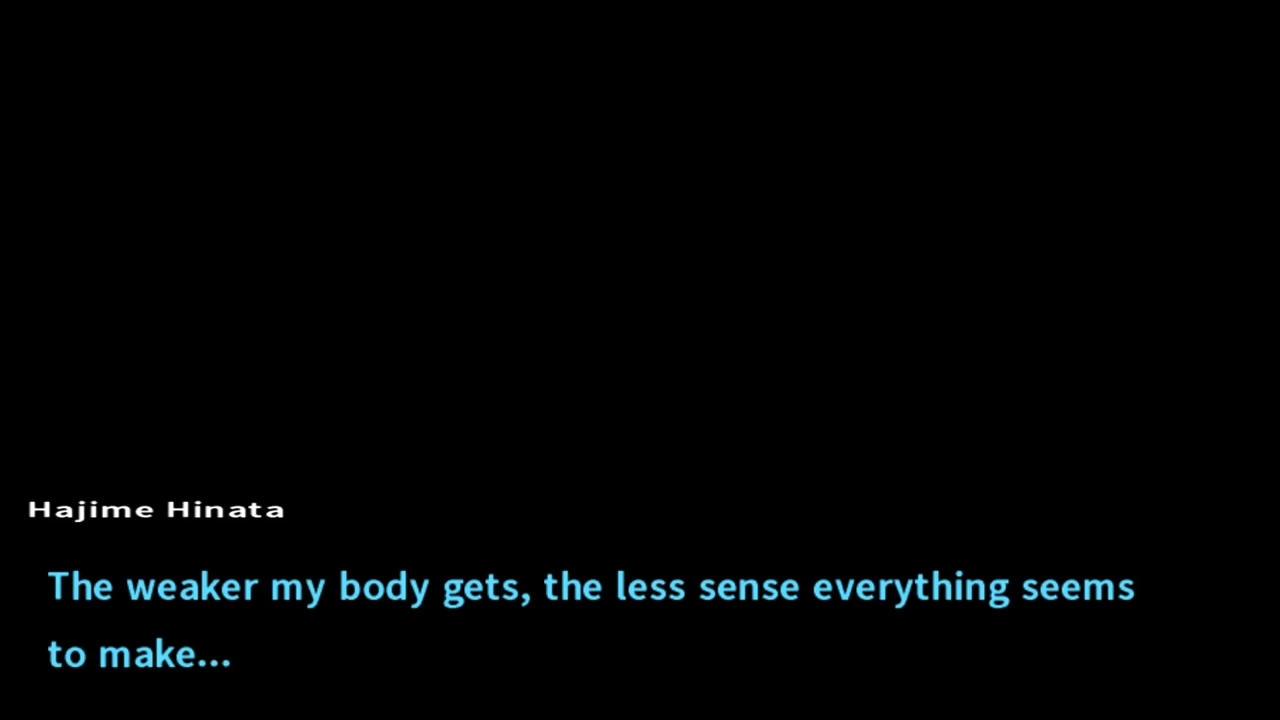 Hajime Hinata
The weaker my body gets, the less sense everything seems
to make...